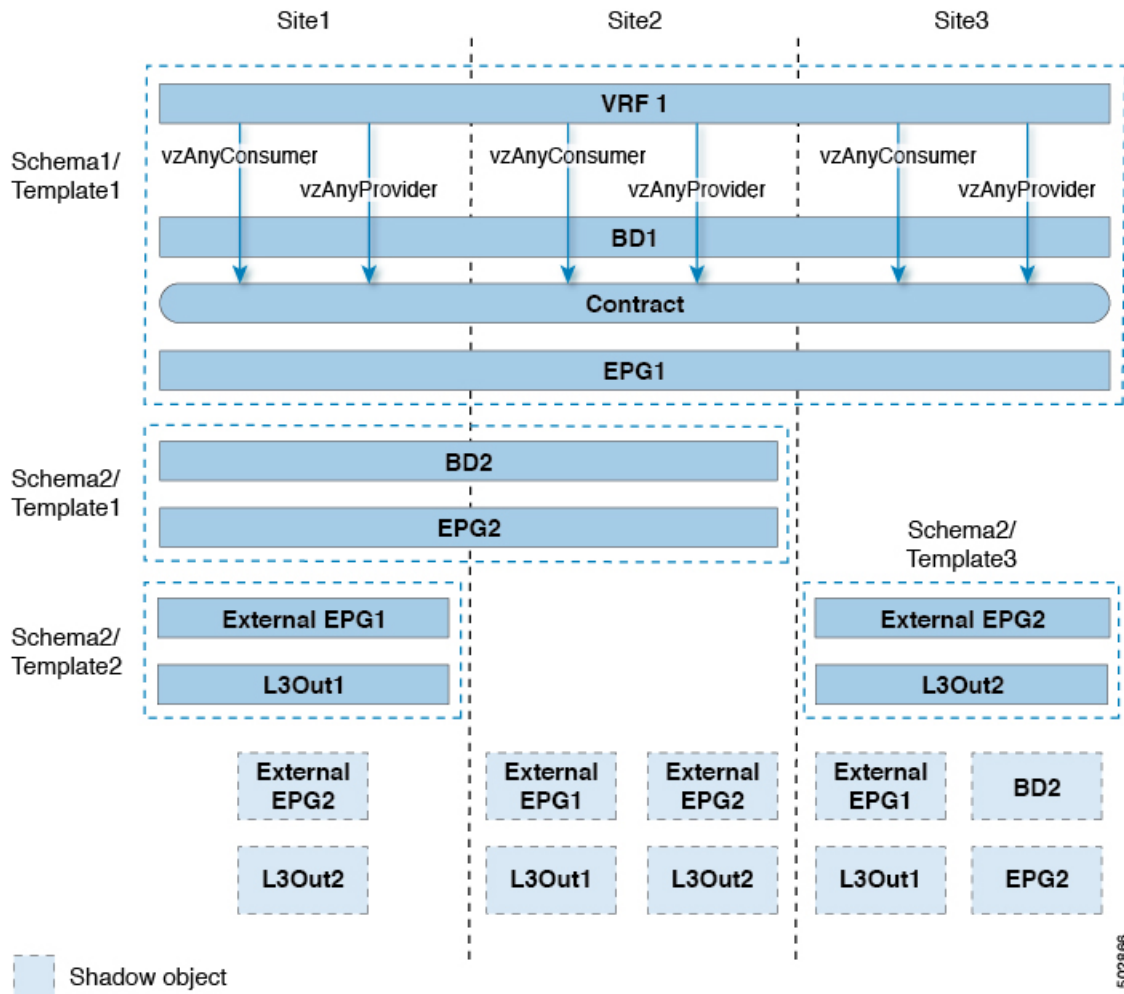 Site1
Site2
Site3
VRF 1
Schema1/
Template1
vzAnyConsumer
vzAnyProvider
vzAnyConsumer
vzAnyProvider
vzAnyConsumer
vzAnyProvider
BD1
Contract
EPG1
Schema2/
Template1
BD2
EPG2
Schema2/
Template3
Schema2/
Template2
External EPG1
L3Out1
External EPG2
L3Out2
External
EPG2
External
EPG1
External
EPG2
External
EPG1
BD2
L3Out2
L3Out1
L3Out2
L3Out1
EPG2
Shadow object
502866